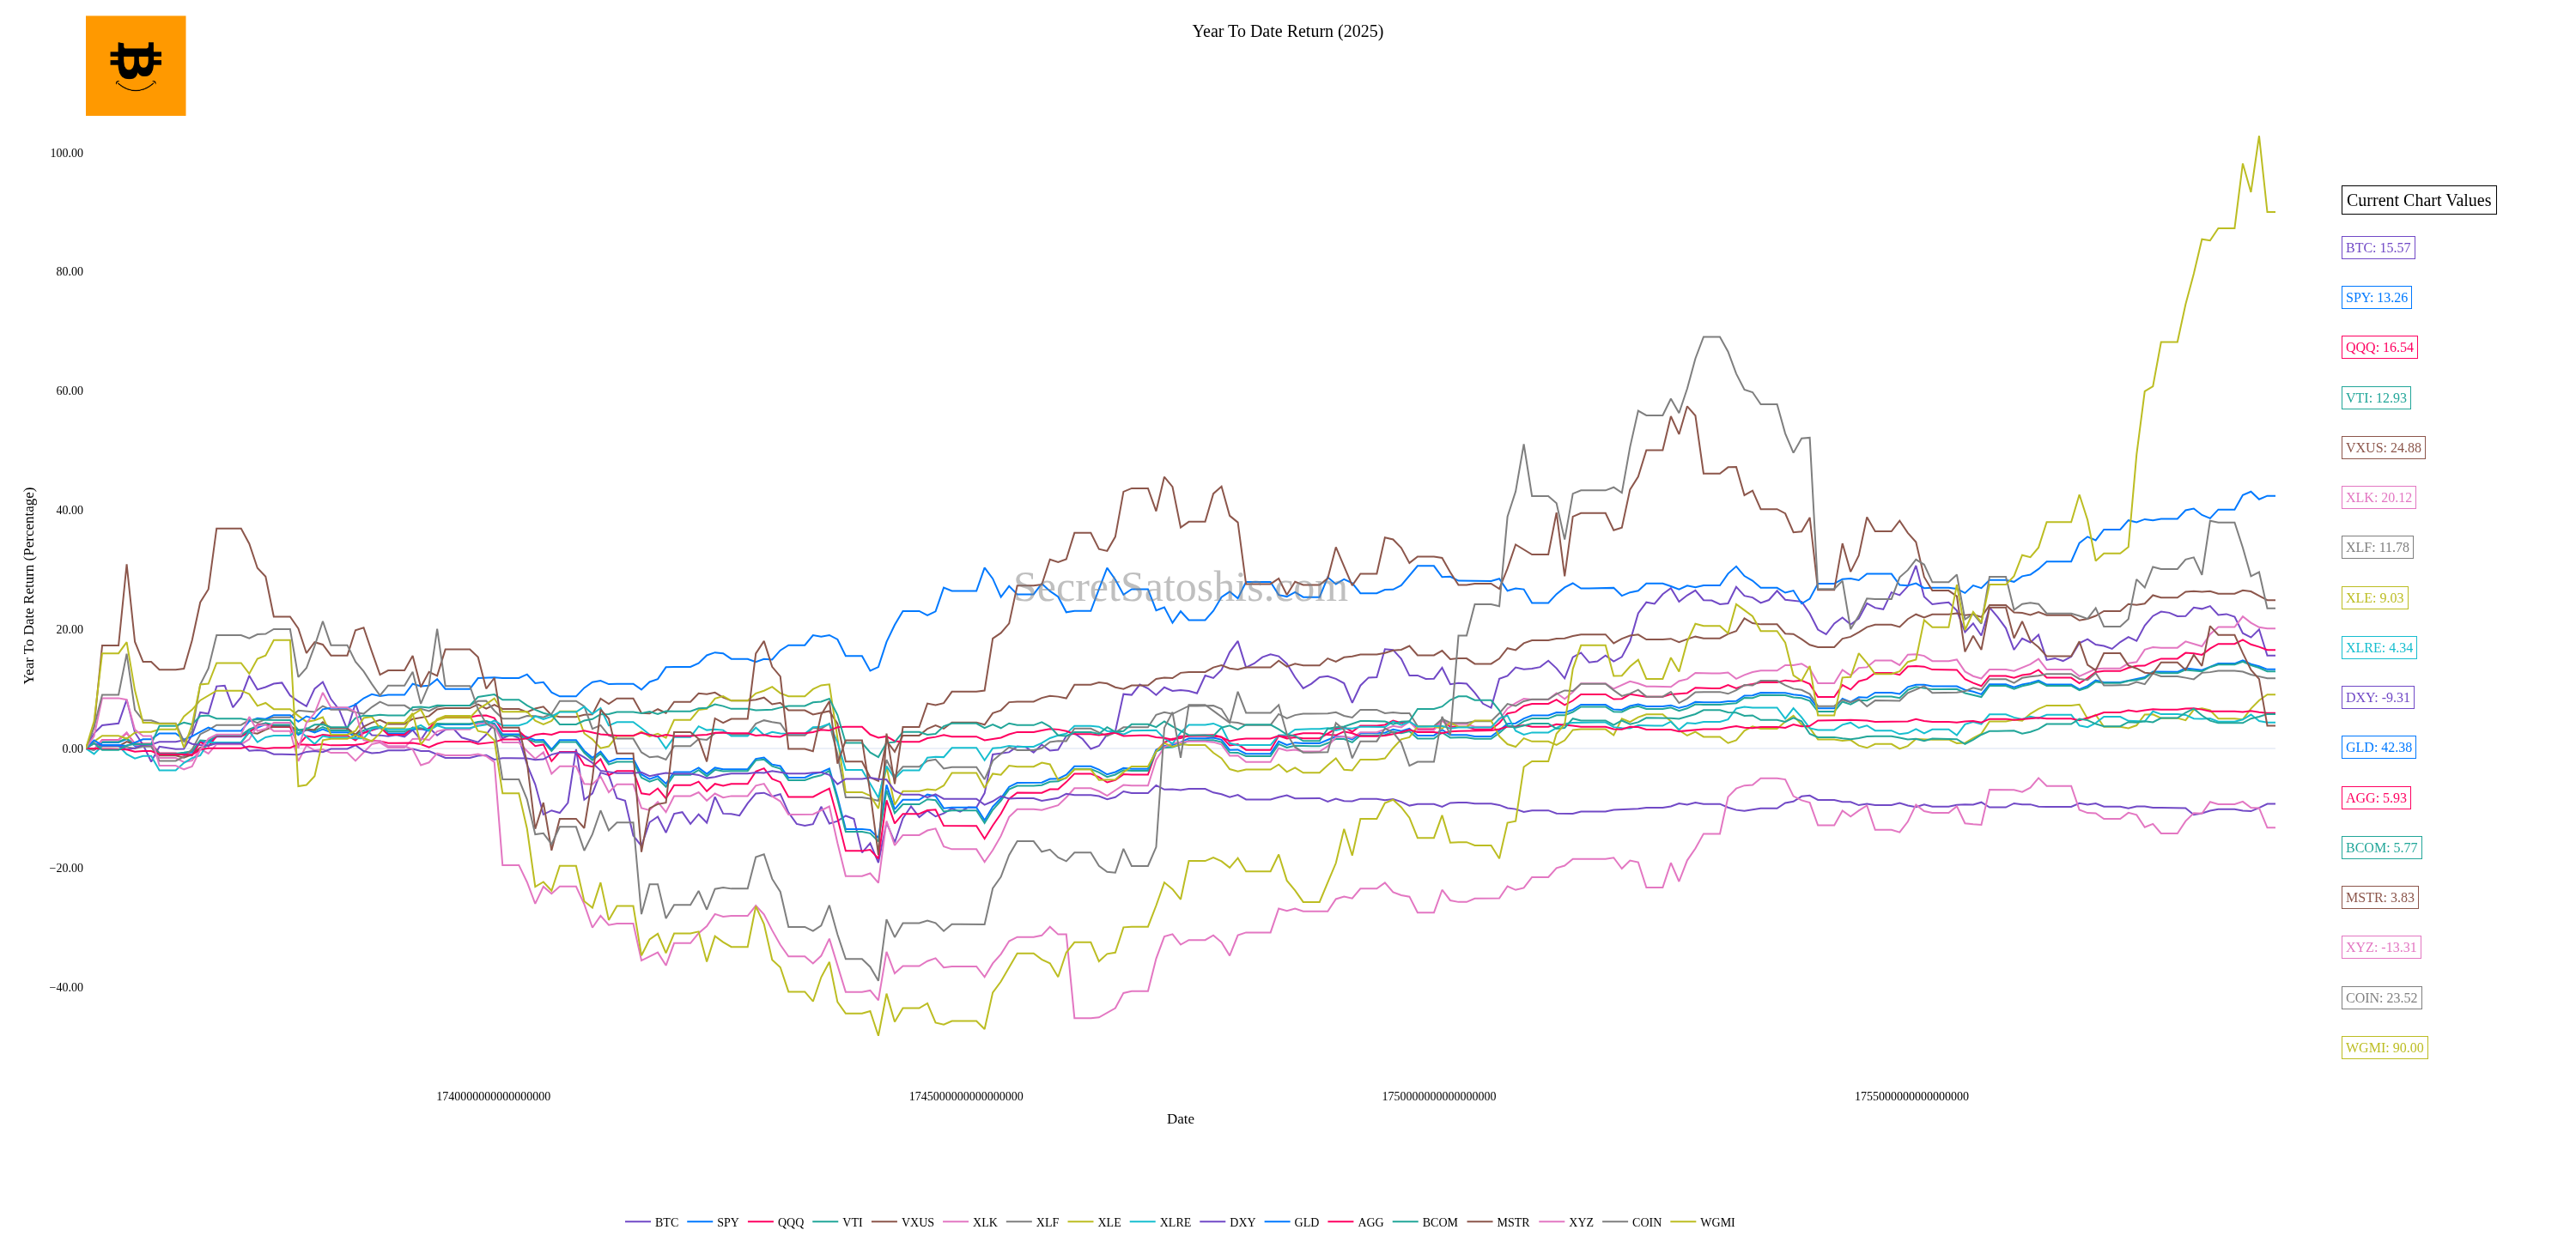 Year To Date Return (2025)
100.00
80.00
60.00
40.00
20.00
0.00
−20.00
−40.00
Year To Date Return (Percentage)
SecretSatoshis.com
1740000000000000000
1745000000000000000
1750000000000000000
1755000000000000000
Date
Current Chart Values
BTC: 15.57
SPY: 13.26
QQQ: 16.54
VTI: 12.93
VXUS: 24.88
XLK: 20.12
XLF: 11.78
XLE: 9.03
XLRE: 4.34
DXY: -9.31
GLD: 42.38
AGG: 5.93
BCOM: 5.77
MSTR: 3.83
XYZ: -13.31
COIN: 23.52
WGMI: 90.00
BTC SPY QQQ VTI VXUS XLK XLF XLE XLRE DXY GLD AGG BCOM MSTR XYZ COIN WGMI